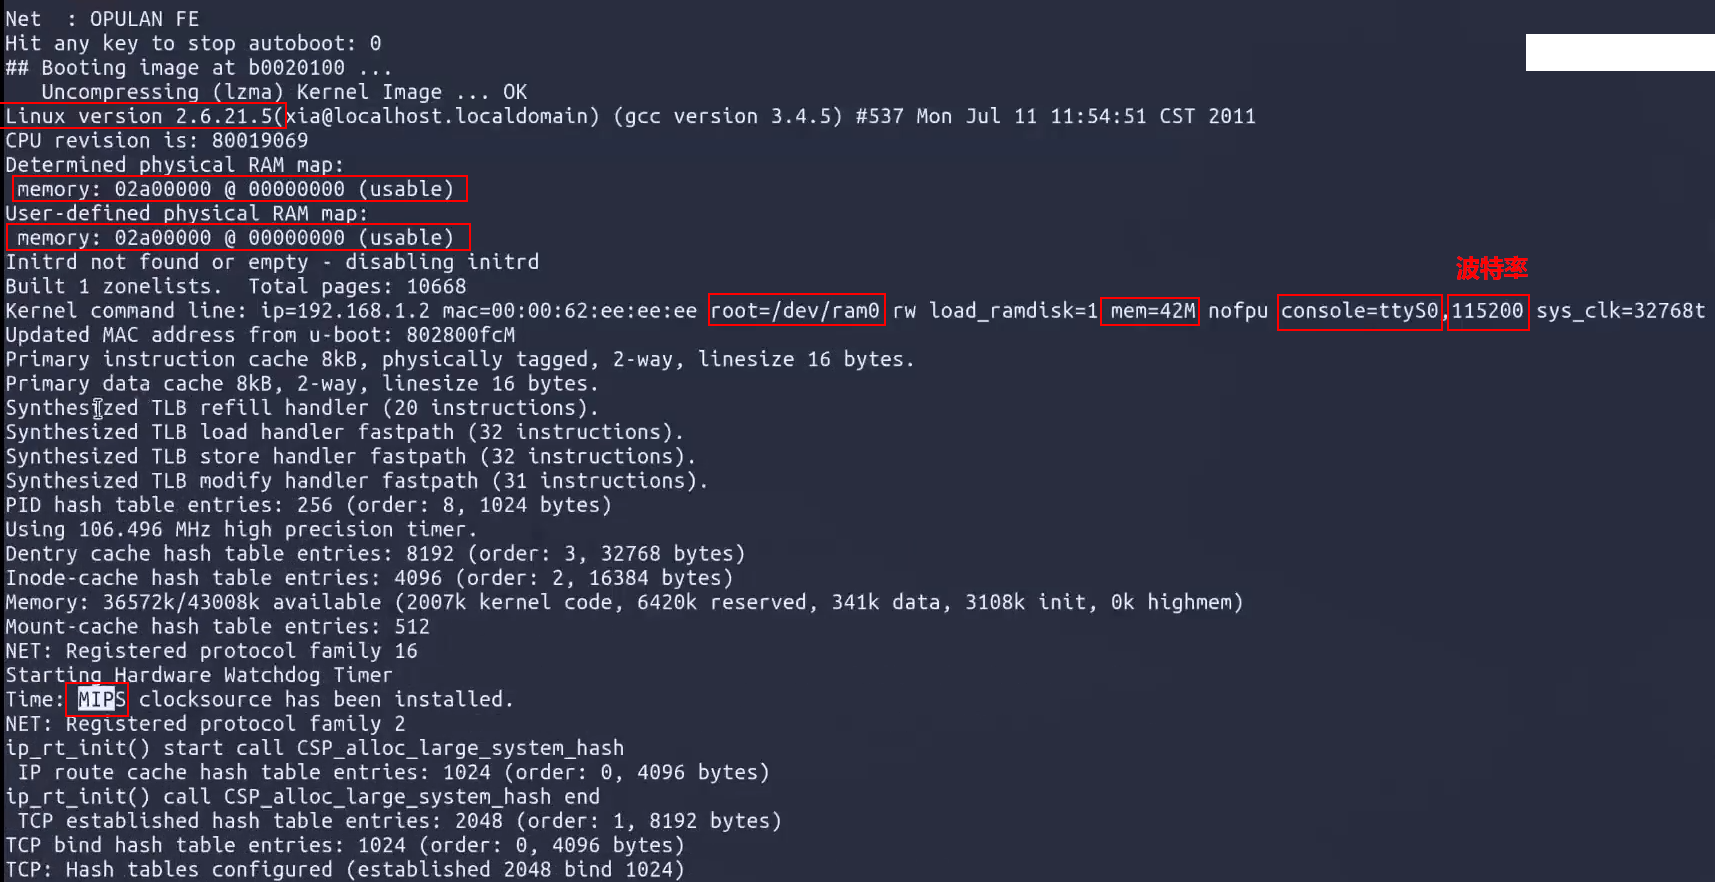 Net  : OPULAN FE
Hit any key to stop autoboot: 0
## Booting image at b0020100 ...
   Uncompressing (lzma) Kernel Image ... OK
Linux version 2.6.21.5(xia@localhost.localdomain) (gcc version 3.4.5) #537 Mon Jul 11 11:54:51 CST 2011
CPU revision is: 80019069
Determined physical RAM map:
 memory: 02a00000 @ 00000000 (usable)
User-defined physical RAM map:
 memory: 02a00000 @ 00000000 (usable)
Initrd not found or empty - disabling initrd
Built 1 zonelists.  Total pages: 10668
波特率
Kernel command line: ip=192.168.1.2 mac=00:00:62:ee:ee:ee root=/dev/ram0 rw load_ramdisk=1 mem=42M nofpu console=ttyS0,115200 sys_clk=32768t
Updated MAC address from u-boot: 802800fcM
Primary instruction cache 8kB, physically tagged, 2-way, linesize 16 bytes.
Primary data cache 8kB, 2-way, linesize 16 bytes.
Synthesized TLB refill handler (20 instructions).
Synthesized TLB load handler fastpath (32 instructions).
Synthesized TLB store handler fastpath (32 instructions).
Synthesized TLB modify handler fastpath (31 instructions).
PID hash table entries: 256 (order: 8, 1024 bytes)
Using 106.496 MHz high precision timer.
Dentry cache hash table entries: 8192 (order: 3, 32768 bytes)
Inode-cache hash table entries: 4096 (order: 2, 16384 bytes)
Memory: 36572k/43008k available (2007k kernel code, 6420k reserved, 341k data, 3108k init, 0k highmem)
Mount-cache hash table entries: 512
NET: Registered protocol family 16
Starting Hardware Watchdog Timer
Time: MIPS clocksource has been installed.
NET: Registered protocol family 2
ip_rt_init() start call CSP_alloc_large_system_hash
 IP route cache hash table entries: 1024 (order: 0, 4096 bytes)
ip_rt_init() call CSP_alloc_large_system_hash end
 TCP established hash table entries: 2048 (order: 1, 8192 bytes)
TCP bind hash table entries: 1024 (order: 0, 4096 bytes)
TCP: Hash tables configured (established 2048 bind 1024)